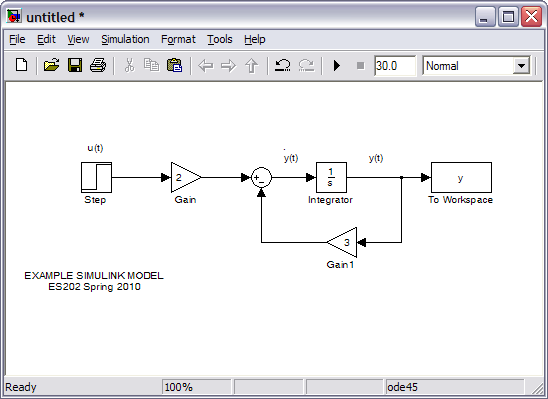 untitled *
File Edit View Simulation Format Tools Help
30.0 Normal
u(t)
ẏ(t) y(t)
2 + - 1/s y
Step Gain Integrator To Workspace
3
Gain1
EXAMPLE SIMULINK MODEL
ES202 Spring 2010
Ready 100% ode45